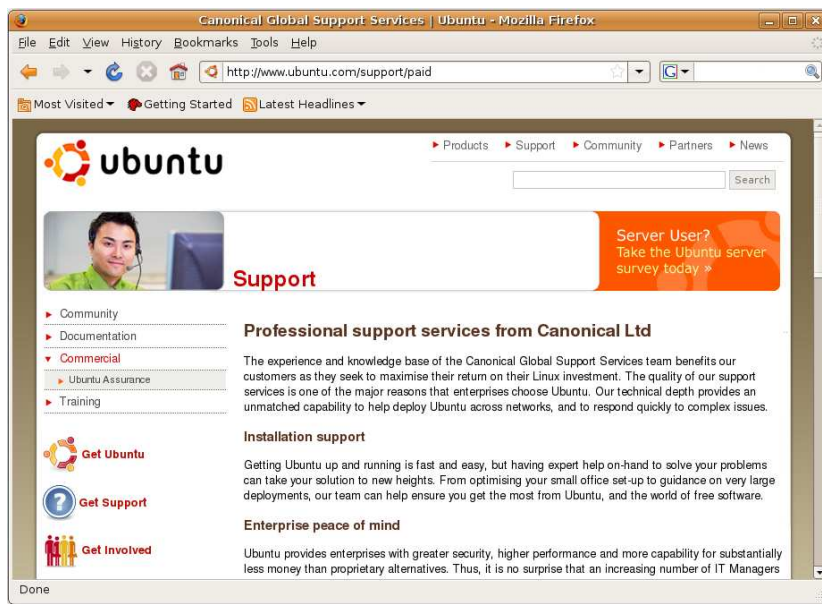 Canonical Global Support Services | Ubuntu - Mozilla Firefox
File Edit View History Bookmarks Tools Help
http://www.ubuntu.com/support/paid
G
Most Visited Getting Started Latest Headlines
ubuntu
Products Support Community Partners News
Search
Support
Server User?
Take the Ubuntu server
survey today »
Community
Documentation
Commercial
Ubuntu Assurance
Training
Get Ubuntu
? Get Support
Get Involved
Professional support services from Canonical Ltd
The experience and knowledge base of the Canonical Global Support Services team benefits our
customers as they seek to maximise their return on their Linux investment. The quality of our support
services is one of the major reasons that enterprises choose Ubuntu. Our technical depth provides an
unmatched capability to help deploy Ubuntu across networks, and to respond quickly to complex issues.
Installation support
Getting Ubuntu up and running is fast and easy, but having expert help on-hand to solve your problems
can take your solution to new heights. From optimising your small office set-up to guidance on very large
deployments, our team can help ensure you get the most from Ubuntu, and the world of free software.
Enterprise peace of mind
Ubuntu provides enterprises with greater security, higher performance and more capability for substantially
less money than proprietary alternatives. Thus, it is no surprise that an increasing number of IT Managers
Done